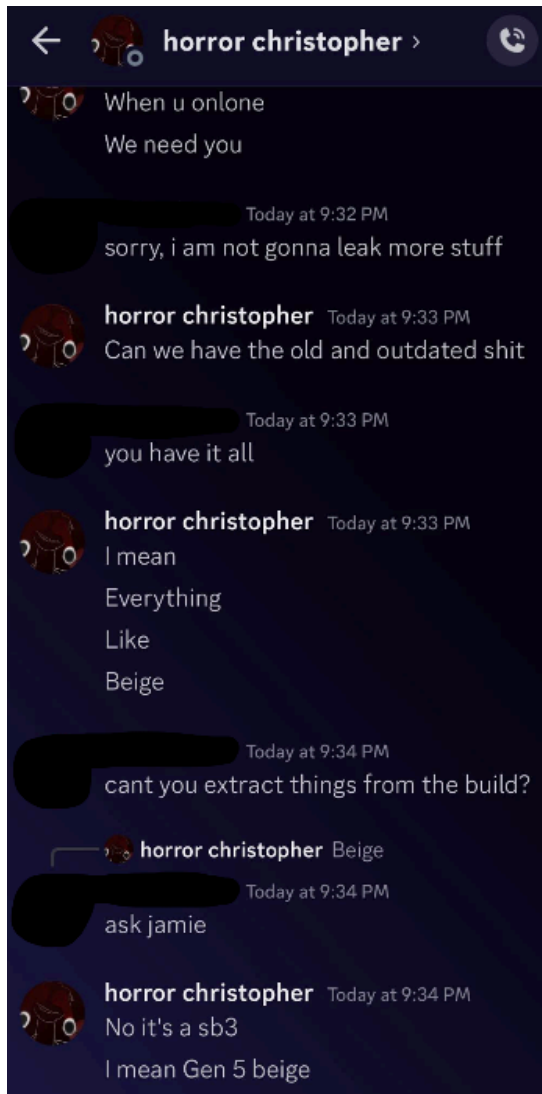 horror christopher ›
When u onlone
We need you
Today at 9:32 PM
sorry, i am not gonna leak more stuff
horror christopher Today at 9:33 PM
Can we have the old and outdated shit
Today at 9:33 PM
you have it all
horror christopher Today at 9:33 PM
I mean
Everything
Like
Beige
Today at 9:34 PM
cant you extract things from the build?
horror christopher Beige
Today at 9:34 PM
ask jamie
horror christopher Today at 9:34 PM
No it's a sb3
I mean Gen 5 beige